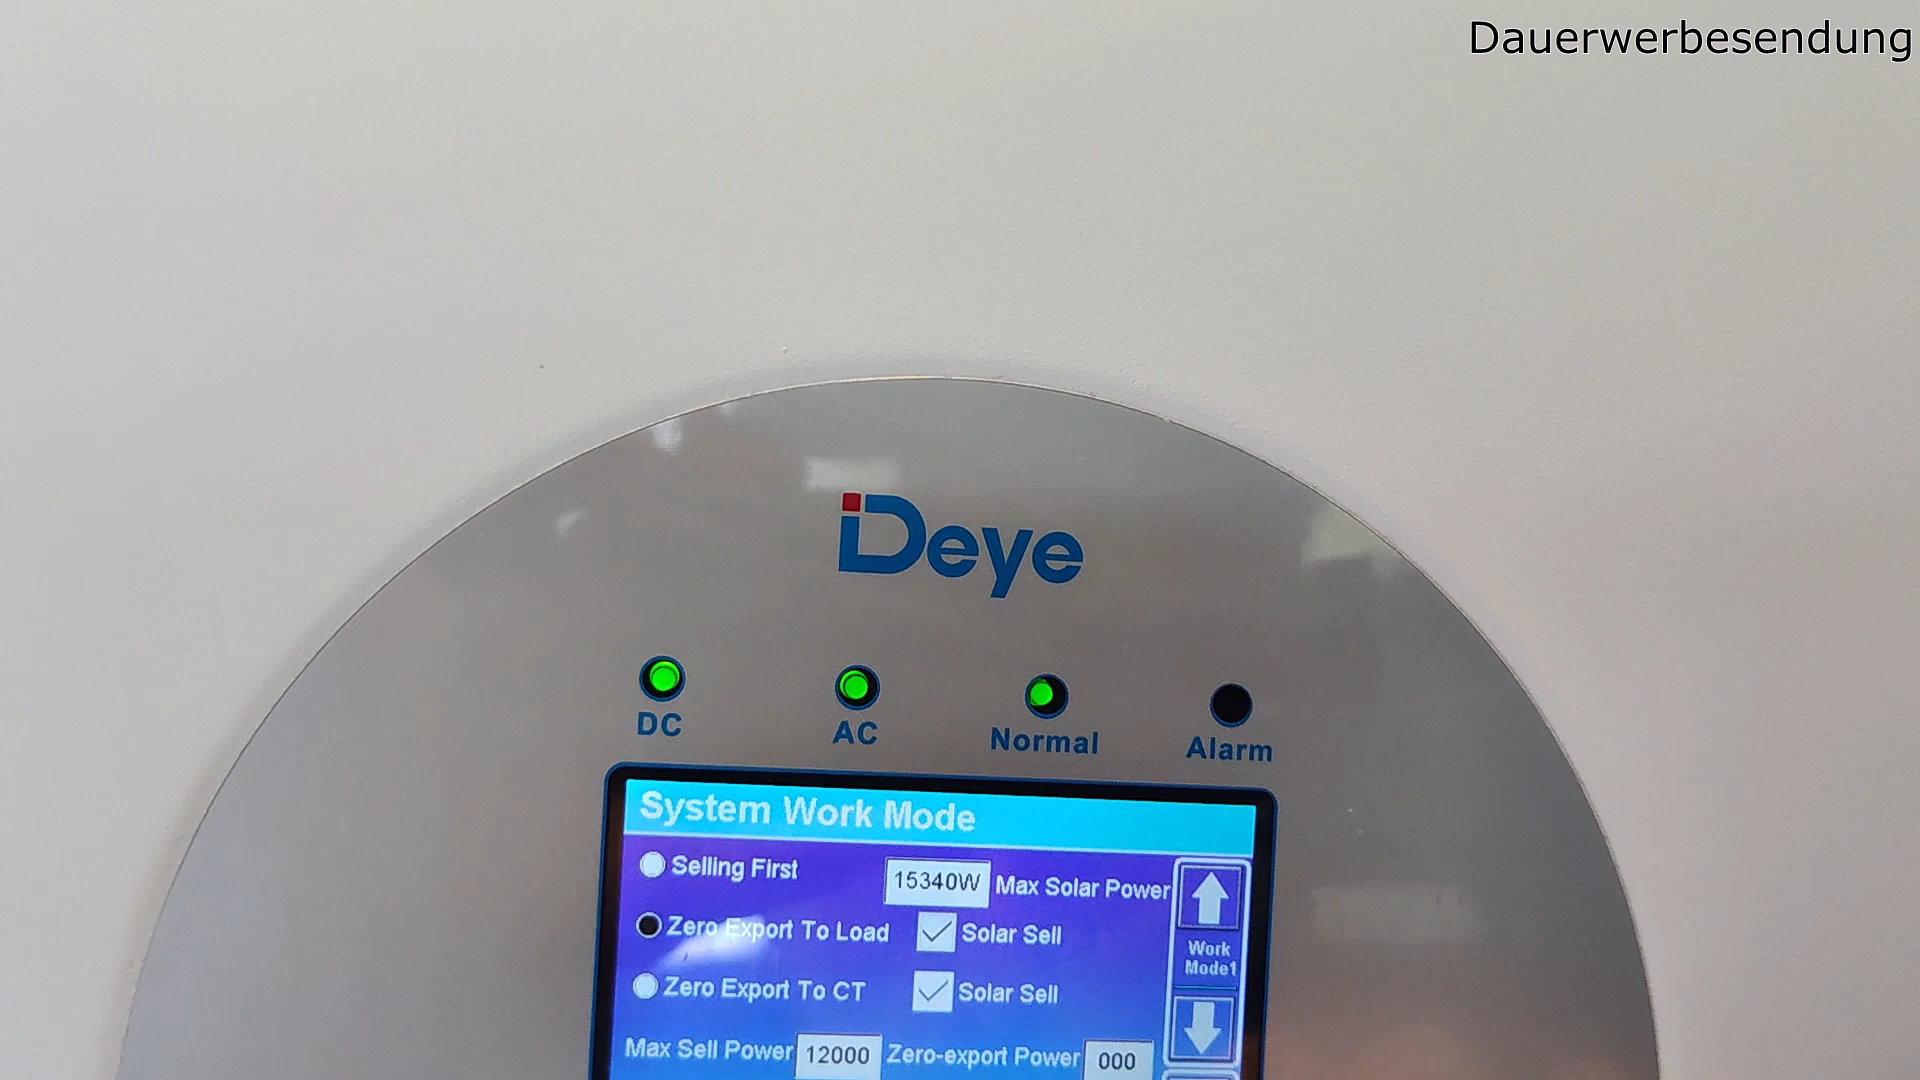 Dauerwerbesendung
Deye
DC AC Normal Alarm
System Work Mode
Selling First 15340W Max Solar Power
Zero Export To Load Solar Sell
Work
Mode1
Zero Export To CT Solar Sell
Max Sell Power 12000 Zero-export Power 000